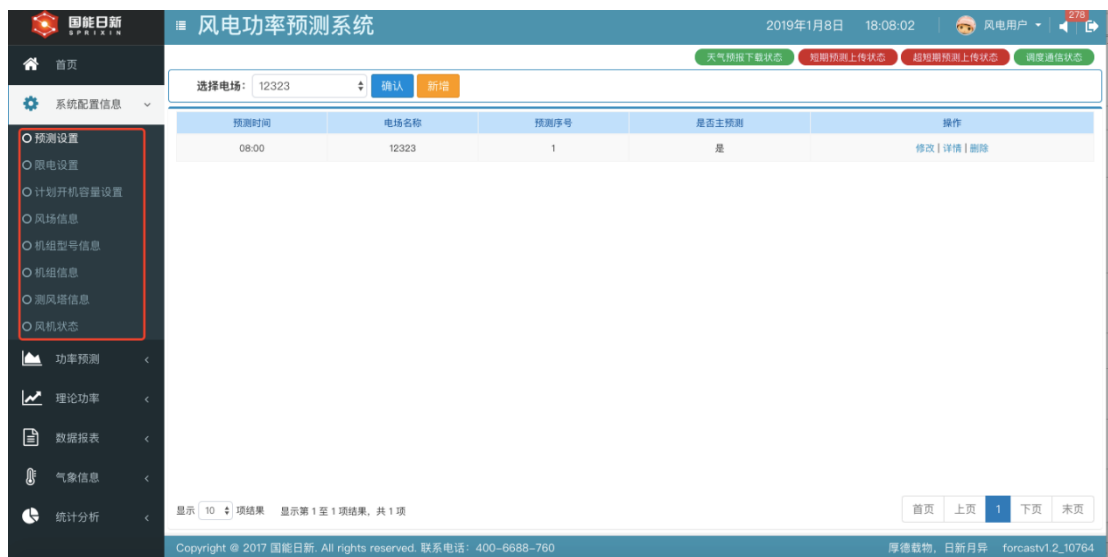 国能日新
SPRIXIN
风电功率预测系统
2019年1月8日 18:08:02
风电用户
278
首页
系统配置信息
预测设置
限电设置
计划开机容量设置
风场信息
机组型号信息
机组信息
测风塔信息
风机状态
功率预测
理论功率
数据报表
气象信息
统计分析
天气预报下载状态 短期预测上传状态 超短期预测上传状态 调度通信状态
选择电场： 12323 确认 新增
预测时间 电场名称 预测序号 是否主预测 操作
08:00 12323 1 是 修改 | 详情 | 删除
显示 10 项结果 显示第 1 至 1 项结果，共 1 项
首页 上页 1 下页 末页
Copyright @ 2017 国能日新. All rights reserved. 联系电话：400-6688-760
厚德载物，日新月异 forcastv1.2_10764